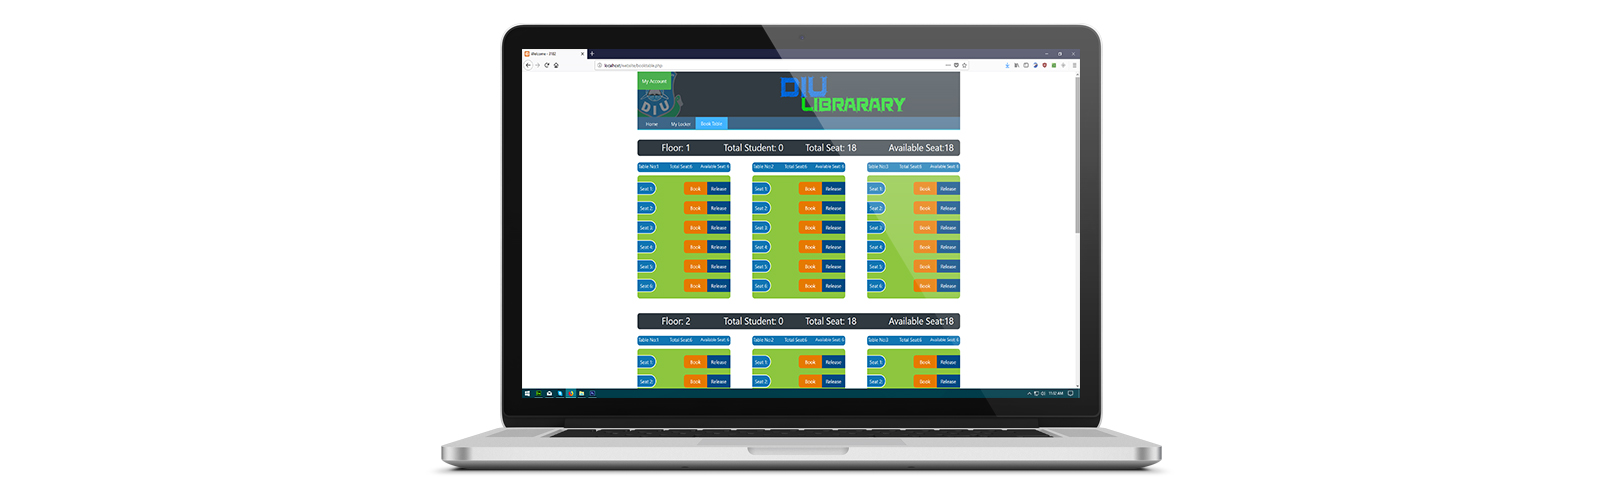 Welcome - 3182
localhost/website/booktable.php
My Account
DIU
DIU
LIBRARARY
Home My Locker Book Table
Floor: 1 Total Student: 0 Total Seat: 18 Available Seat:18
Table No:1 Total Seat:6 Available Seat: 6 Table No:2 Total Seat:6 Available Seat: 6 Table No:3 Total Seat:6 Available Seat: 6
Seat 1 Book Release Seat 1 Book Release Seat 1 Book Release
Seat 2 Book Release Seat 2 Book Release Seat 2 Book Release
Seat 3 Book Release Seat 3 Book Release Seat 3 Book Release
Seat 4 Book Release Seat 4 Book Release Seat 4 Book Release
Seat 5 Book Release Seat 5 Book Release Seat 5 Book Release
Seat 6 Book Release Seat 6 Book Release Seat 6 Book Release
Floor: 2 Total Student: 0 Total Seat: 18 Available Seat:18
Table No:1 Total Seat:6 Available Seat: 6 Table No:2 Total Seat:6 Available Seat: 6 Table No:3 Total Seat:6 Available Seat: 6
Seat 1 Book Release Seat 1 Book Release Seat 1 Book Release
Seat 2 Book Release Seat 2 Book Release Seat 2 Book Release
11:07 AM